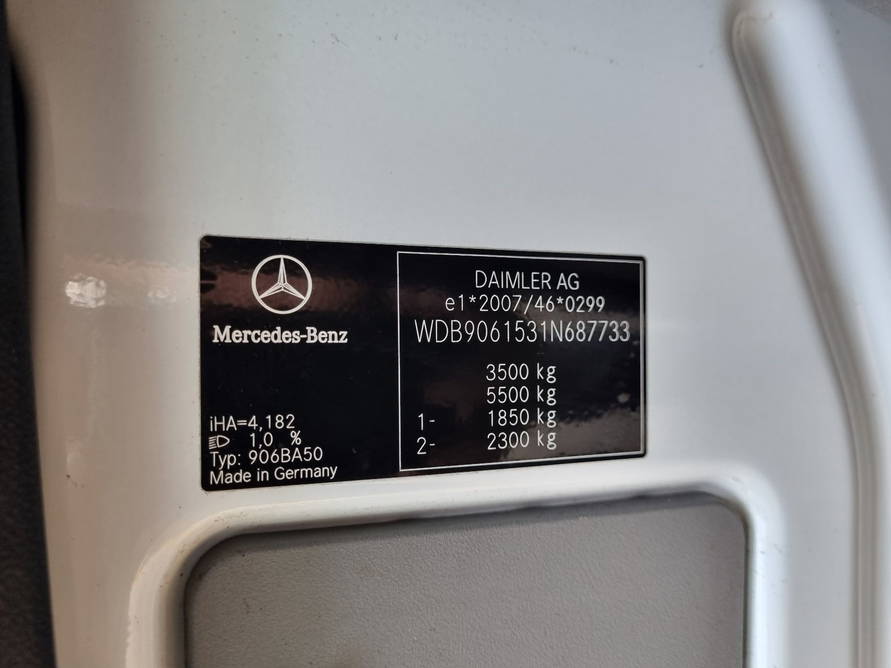 Mercedes-Benz
iHA=4,182
1,0 %
Typ: 906BA50
Made in Germany
DAIMLER AG
e1*2007/46*0299
WDB9061531N687733
3500 kg
5500 kg
1- 1850 kg
2- 2300 kg